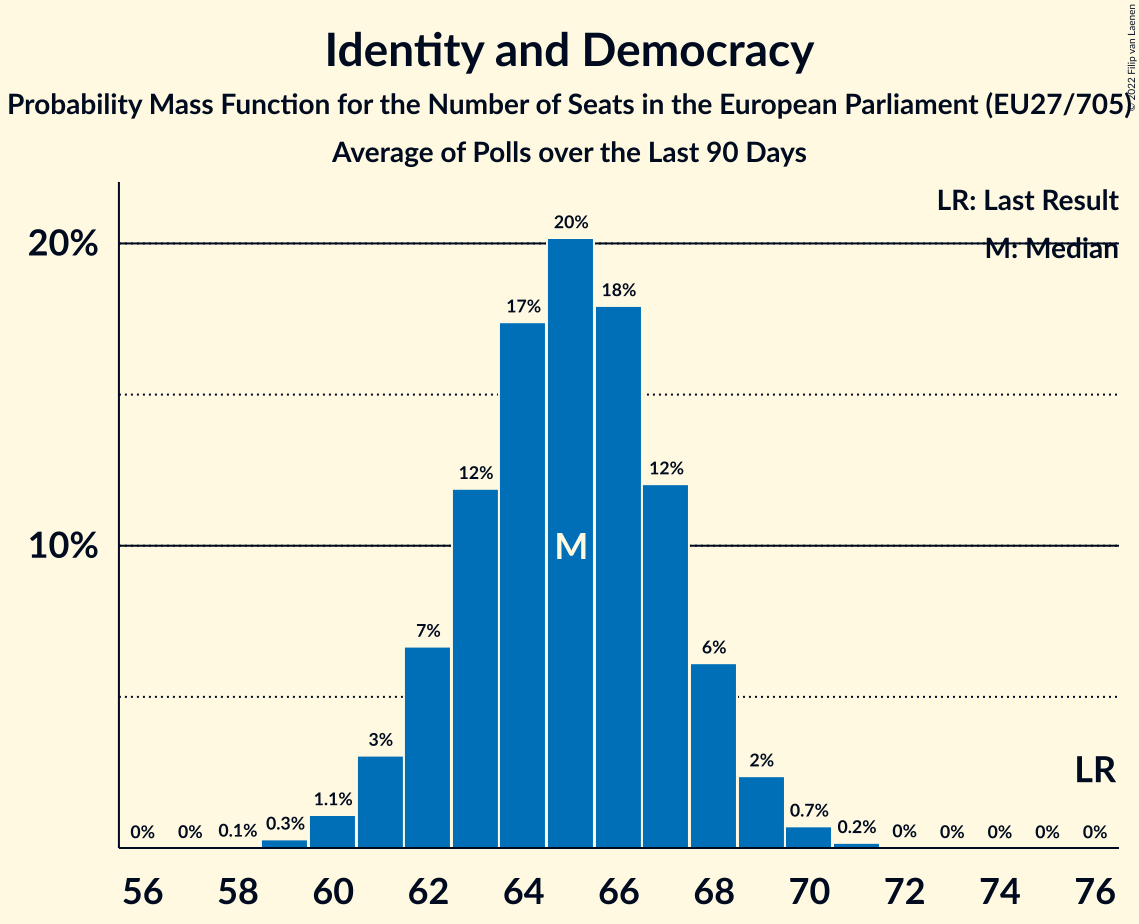 Identity and Democracy
Probability Mass Function for the Number of Seats in the European Parliament (EU27/705)
Average of Polls over the Last 90 Days
© 2022 Filip van Laenen
LR: Last Result
M: Median
20%
10%
0% 0% 0.1% 0.3% 1.1% 3% 7% 12% 17% 20% 18% 12% 6% 2% 0.7% 0.2% 0% 0% 0% 0% 0%
M
LR
56 58 60 62 64 66 68 70 72 74 76